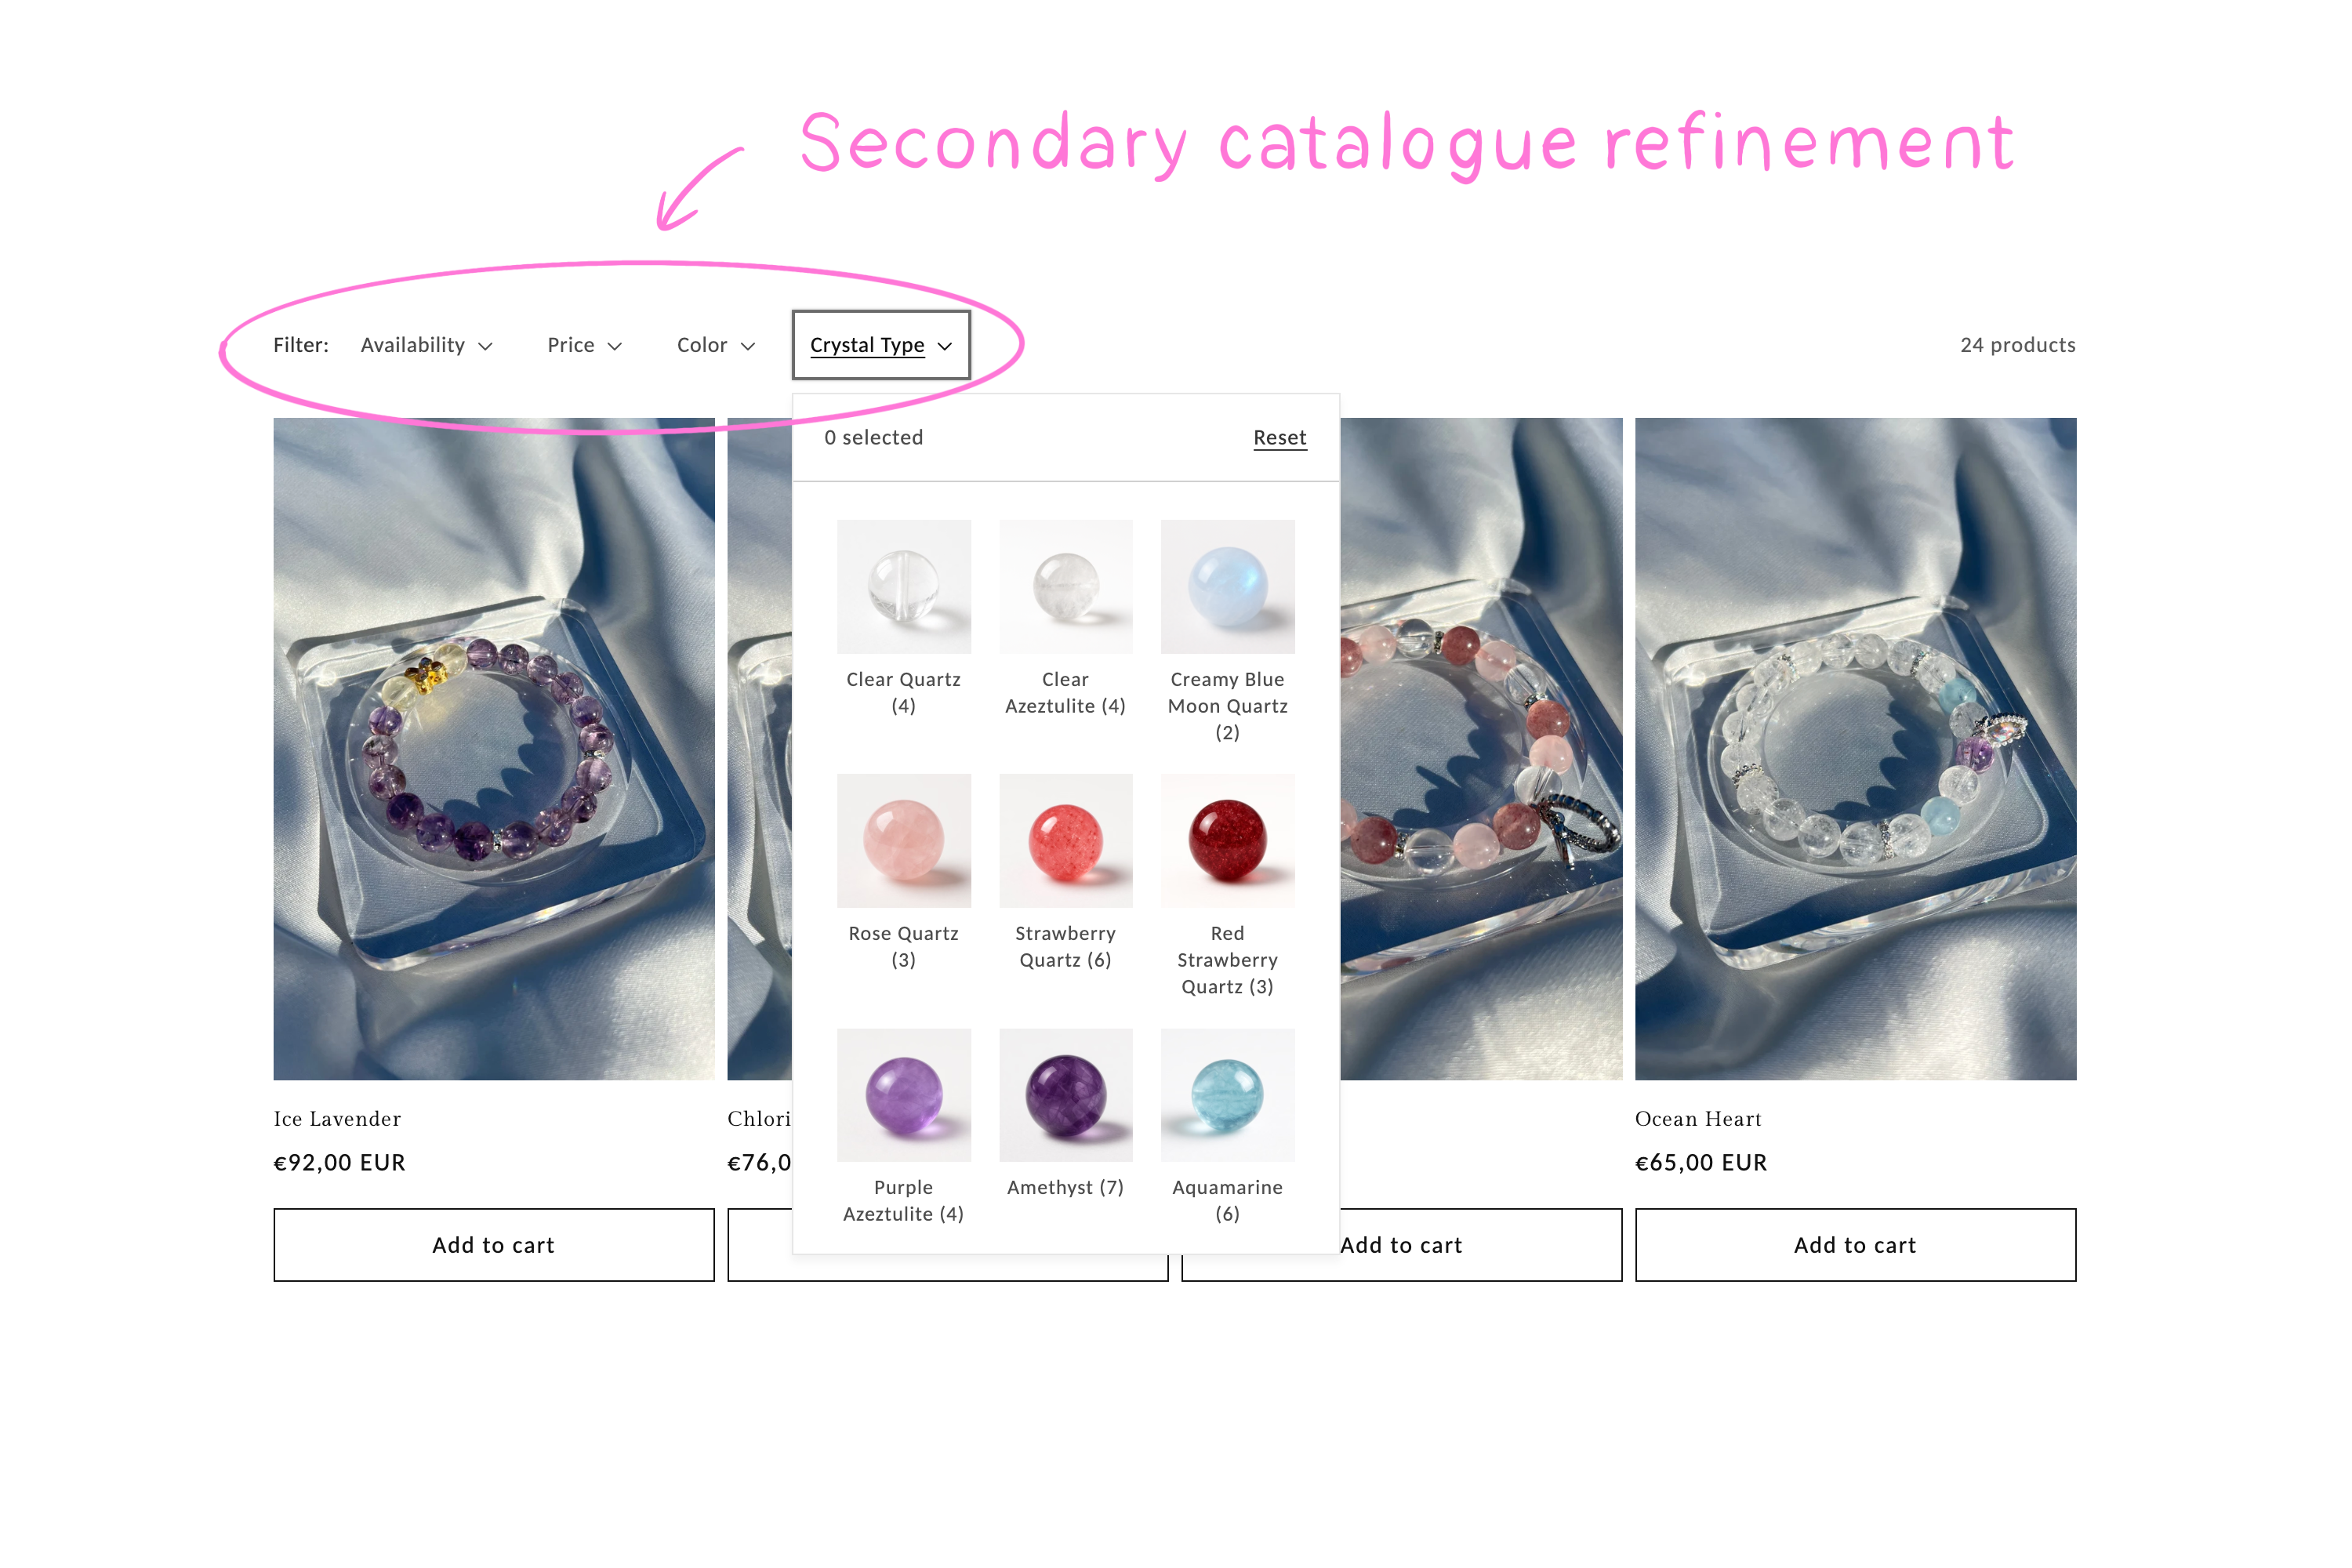 Secondary catalogue refinement
Filter: Availability Price Color Crystal Type 24 products
0 selected Reset
Clear Quartz
(4)
Clear
Azeztulite (4)
Creamy Blue
Moon Quartz
(2)
Rose Quartz
(3)
Strawberry
Quartz (6)
Red
Strawberry
Quartz (3)
Purple
Azeztulite (4)
Amethyst (7)
Aquamarine
(6)
Ice Lavender
€92,00 EUR
Add to cart
Chlori
€76,0
Add to cart
Ocean Heart
€65,00 EUR
Add to cart